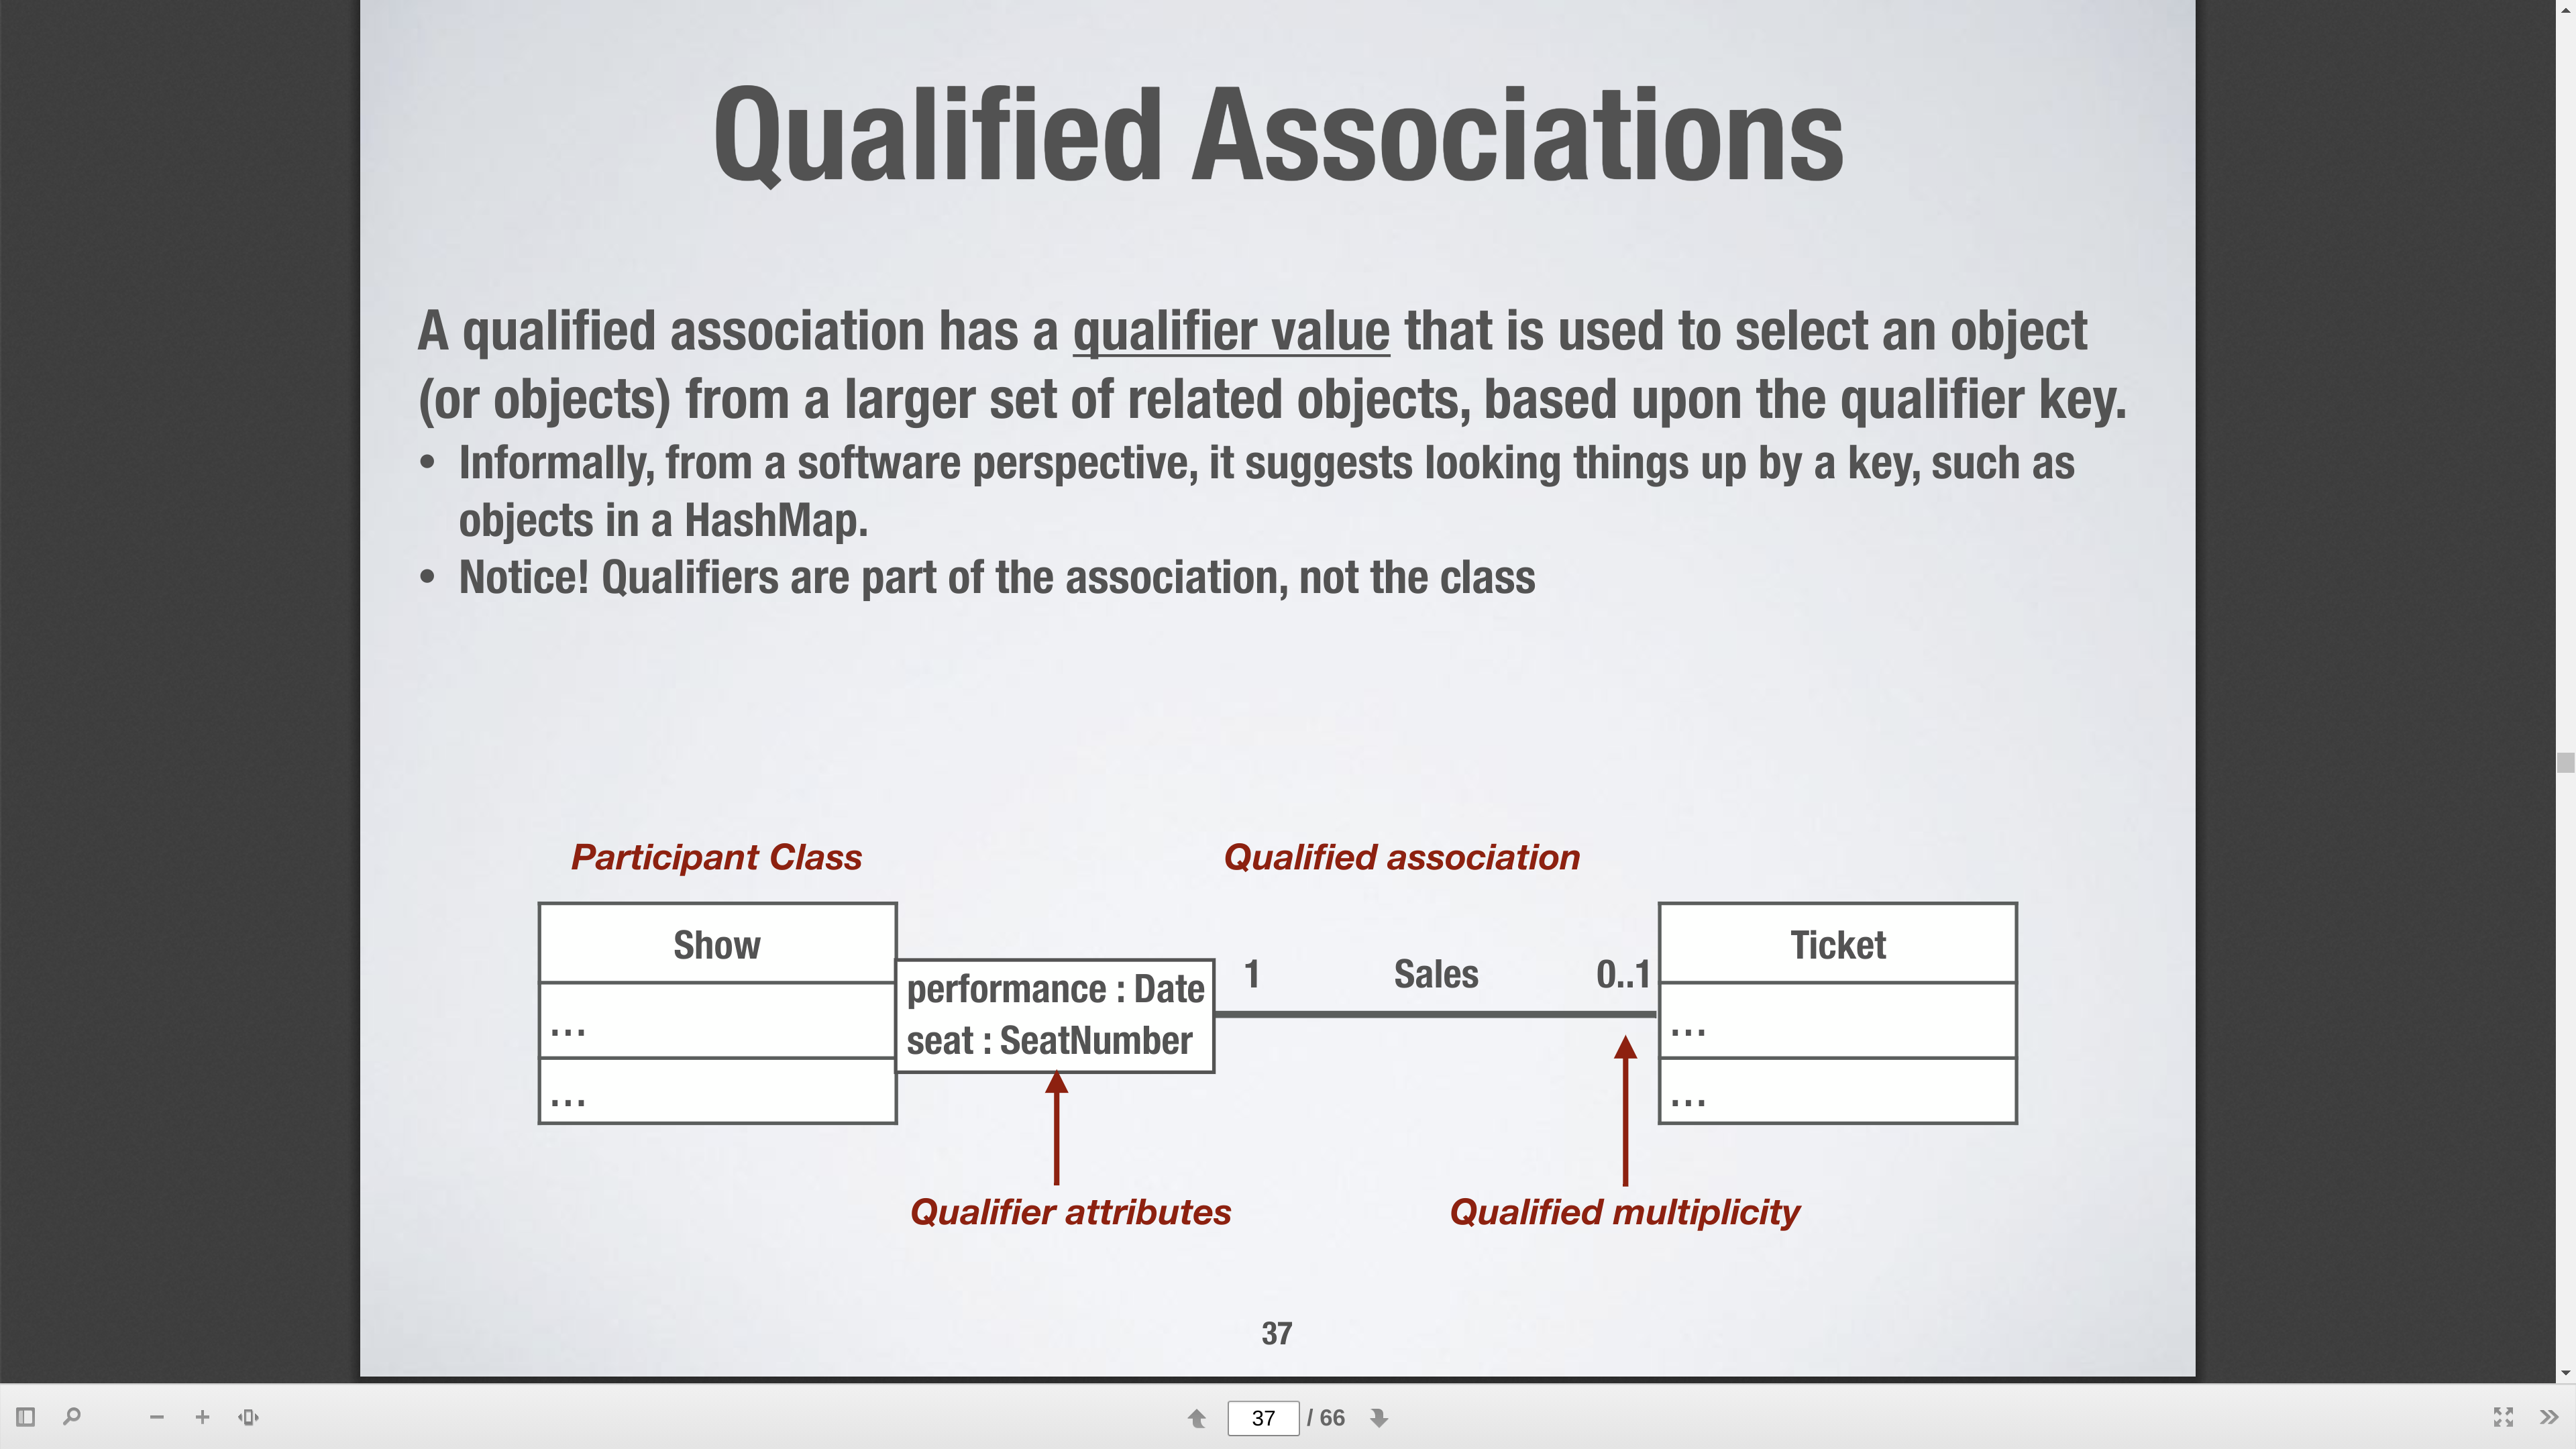 Qualified Associations
A qualified association has a qualifier value that is used to select an object
(or objects) from a larger set of related objects, based upon the qualifier key.
• Informally, from a software perspective, it suggests looking things up by a key, such as
objects in a HashMap.
• Notice! Qualifiers are part of the association, not the class
Participant Class
Qualified association
Show
...
...
performance : Date
seat : SeatNumber
1
Sales
0..1
Ticket
...
...
Qualifier attributes
Qualified multiplicity
37
37 / 66